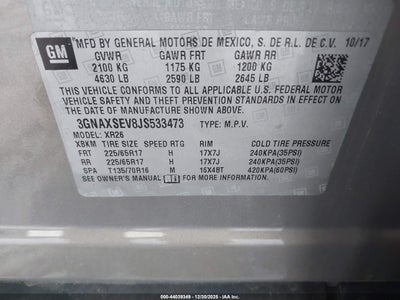 GM
MFD BY GENERAL MOTORS DE MEXICO, S. DE R.L. DE C.V. 10/17
GVWR GAWR FRT GAWR RR
2100 KG 1175 KG 1200 KG
4630 LB 2590 LB 2645 LB
THIS VEHICLE CONFORMS TO ALL APPLICABLE U.S. FEDERAL MOTOR
VEHICLE SAFETY AND THEFT PREVENTION STANDARDS IN EFFECT ON
THE DATE OF MANUFACTURE SHOWN ABOVE.
3GNAXSEV8JS533473 TYPE: M.P.V.
MODEL: XR26
XBKM TIRE SIZE SPEED RTG RIM COLD TIRE PRESSURE
FRT 225/65R17 H 17X7J 240KPA(35PSI)
RR 225/65R17 H 17X7J 240KPA(35PSI)
SPA T135/70R16 M 16X4BT 420KPA(60PSI)
SEE OWNER'S MANUAL FOR ADDITIONAL INFORMATION.
000-44039349 - 12/30/2025 - IAA Inc.